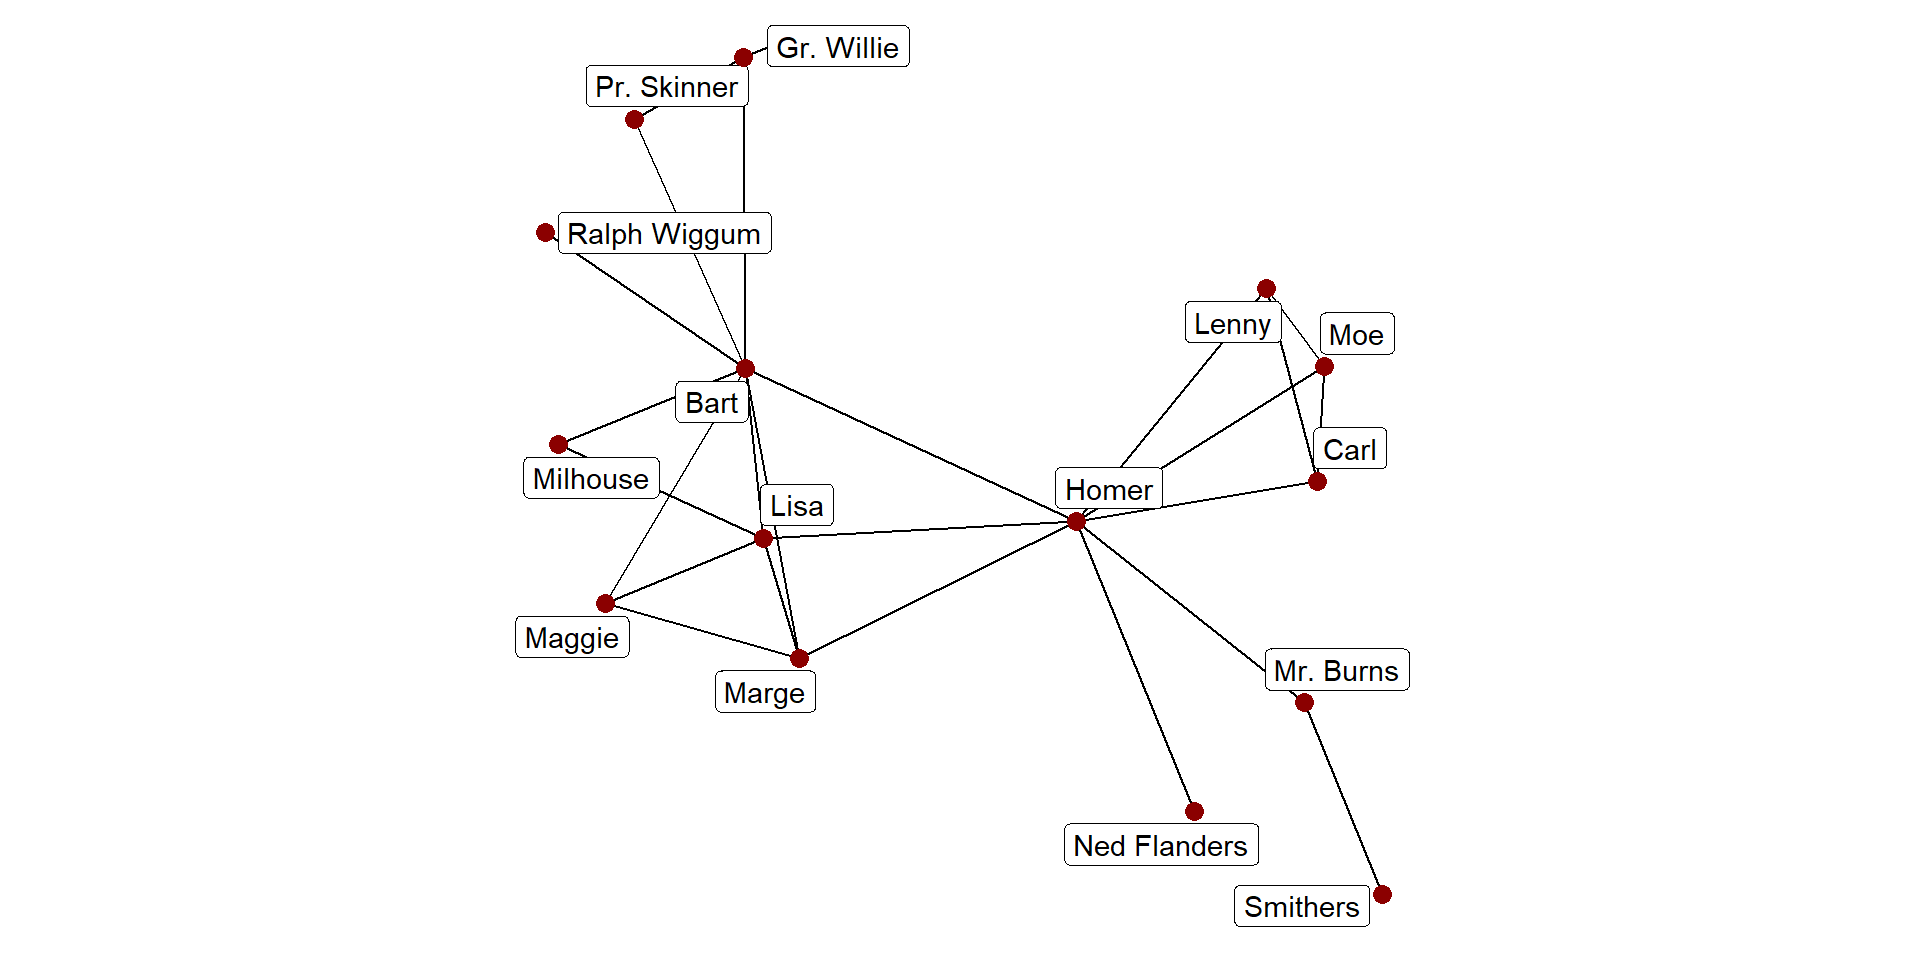 Gr. Willie
Pr. Skinner
Ralph Wiggum
Lenny
Moe
Bart
Carl
Milhouse
Homer
Lisa
Maggie
Mr. Burns
Marge
Ned Flanders
Smithers